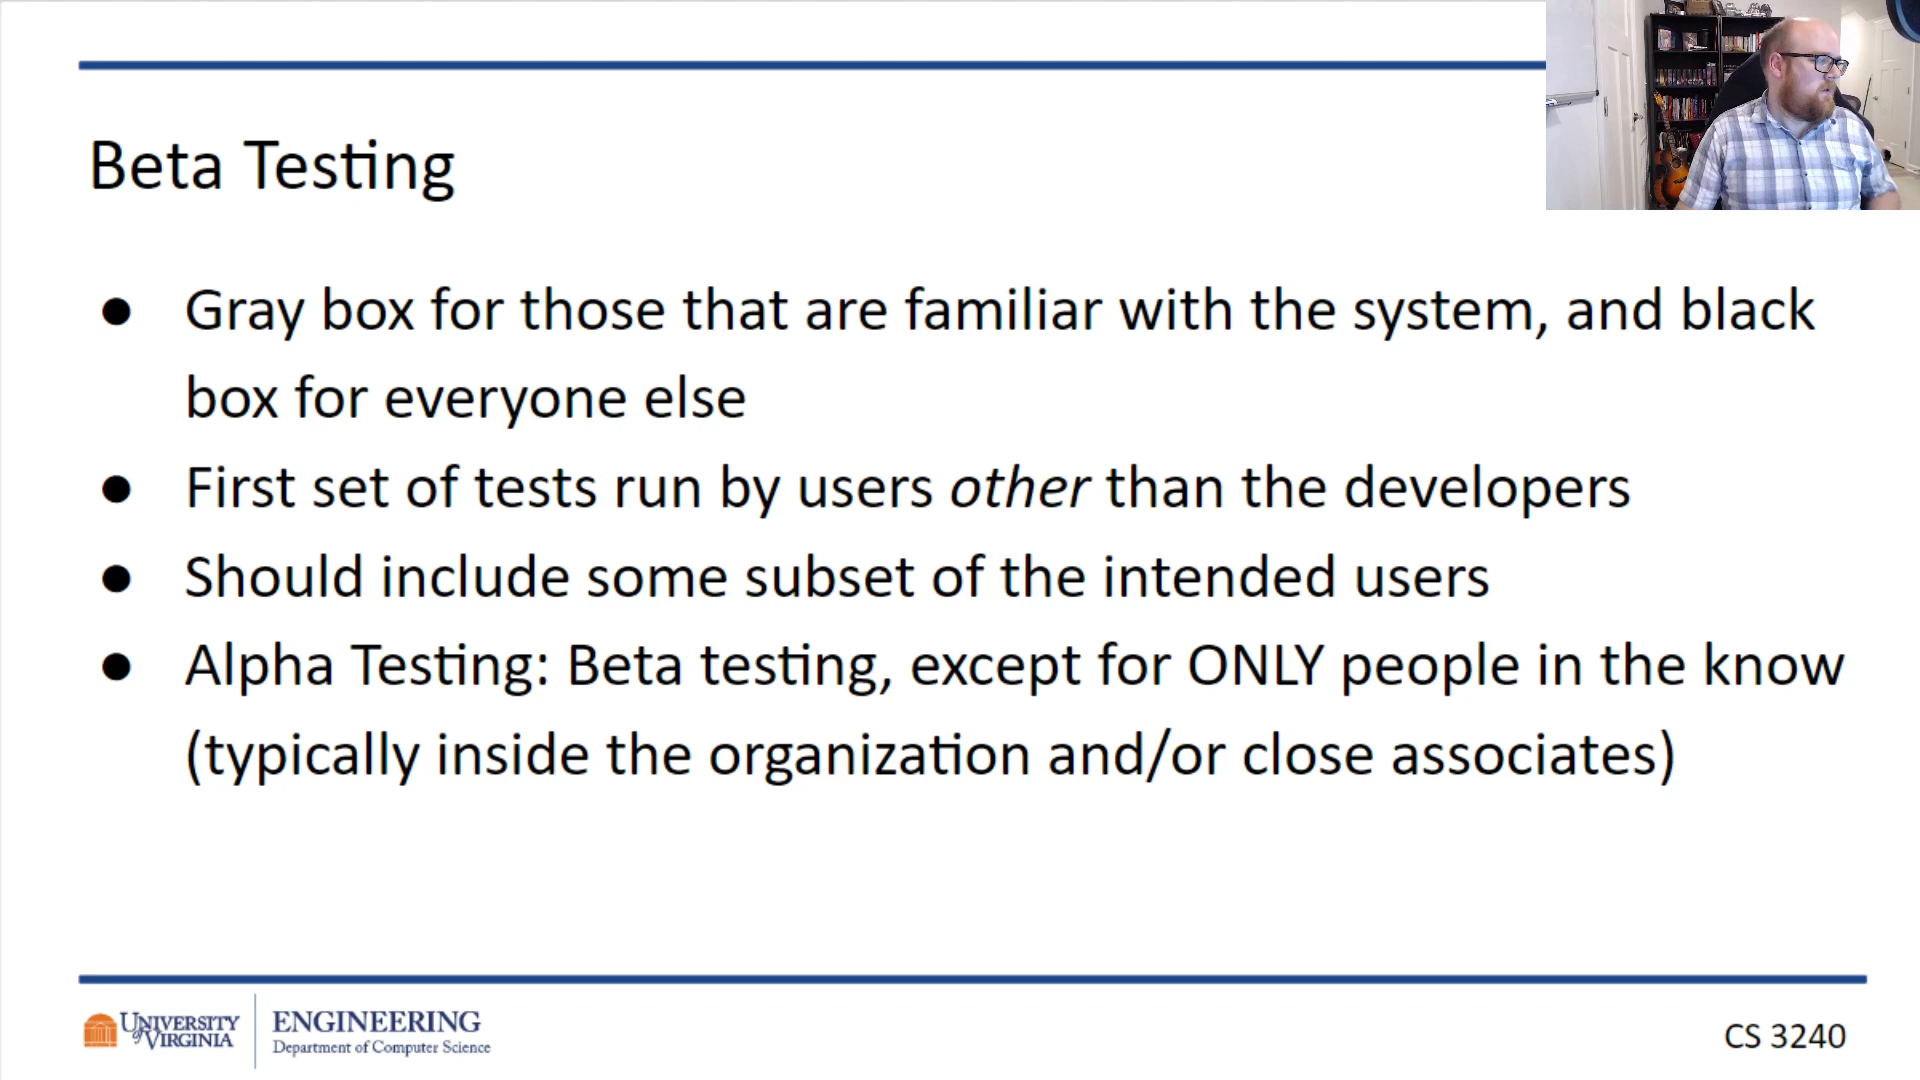 Beta Testing
● Gray box for those that are familiar with the system, and black
box for everyone else
● First set of tests run by users other than the developers
● Should include some subset of the intended users
● Alpha Testing: Beta testing, except for ONLY people in the know
(typically inside the organization and/or close associates)
UNIVERSITY
of VIRGINIA
ENGINEERING
Department of Computer Science
CS 3240